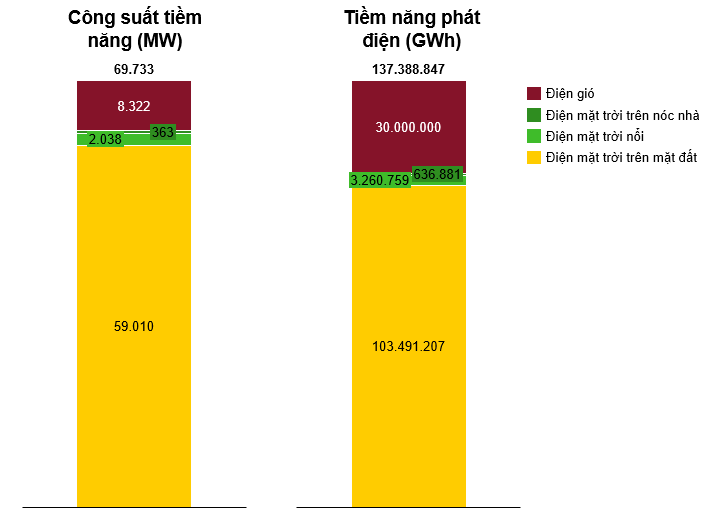 Công suất tiềm
năng (MW)
69.733
8.322
363
2.038
59.010
Tiềm năng phát
điện (GWh)
137.388.847
30.000.000
636.881
3.260.759
103.491.207
Điện gió
Điện mặt trời trên nóc nhà
Điện mặt trời nổi
Điện mặt trời trên mặt đất